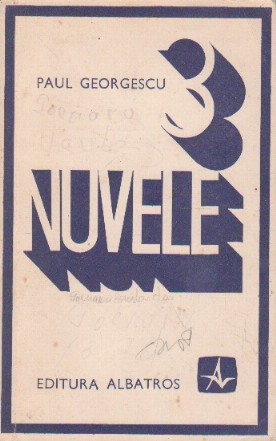 PAUL GEORGESCU
3
NUVELE
EDITURA ALBATROS